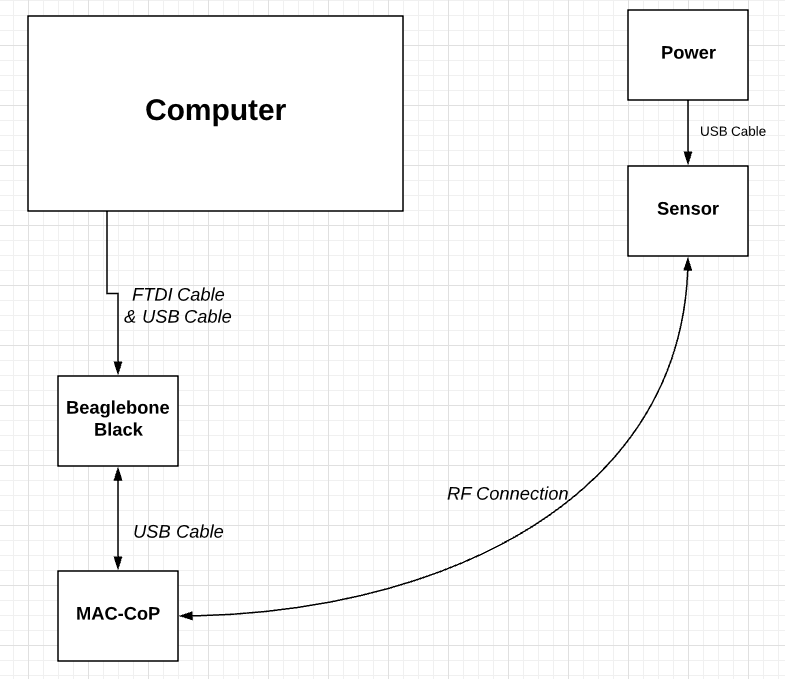 Computer
Power
USB Cable
Sensor
FTDI Cable
& USB Cable
Beaglebone
Black
RF Connection
USB Cable
MAC-CoP